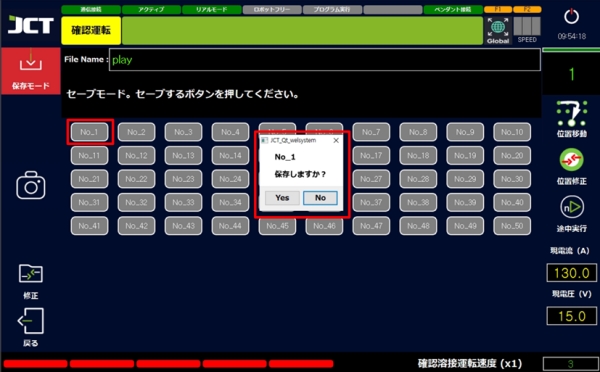 通信接続 アクティブ リアルモード ロボットフリー プログラム実行 ペンダント接続 F1 F2
JCT 確認運転 Global SPEED 09:54:18
File Name : play
1
保存モード
セーブモード。セーブするボタンを押してください。
No_1 No_2 No_3 No_4 No_7 No_8 No_9 No_10
JCT_Qt_welsystem
No_1
保存しますか？
Yes No
位置移動
No_11 No_12 No_13 No_14 No_17 No_18 No_19 No_20
No_21 No_22 No_23 No_24 No_27 No_28 No_29 No_30
位置修正
No_31 No_32 No_33 No_34 No_37 No_38 No_39 No_40
No_41 No_42 No_43 No_44 No_45 No_46 No_47 No_48 No_49 No_50
途中実行
現電流 (A)
130.0
修正
現電圧 (V)
15.0
戻る
確認溶接運転速度 (x1) 3